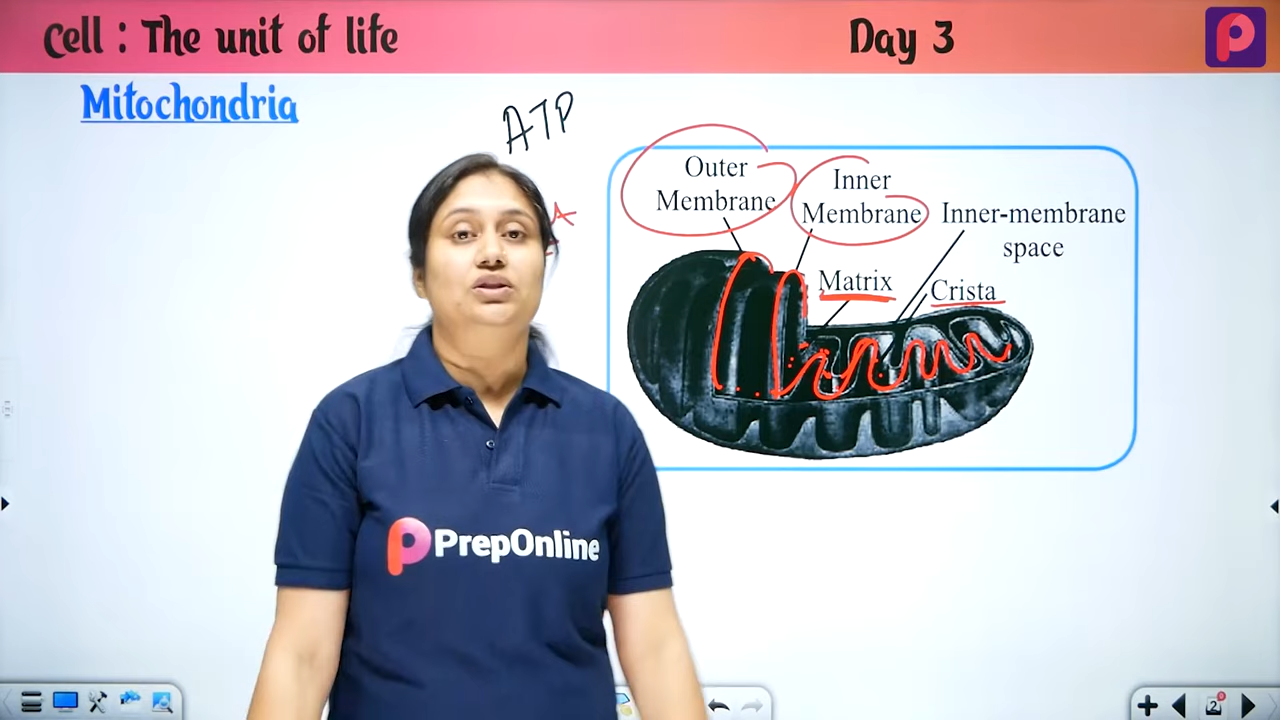 Cell : The unit of life
Day 3
Mitochondria
ATP
Outer
Membrane
Inner
Membrane
Inner-membrane
space
Matrix
Crista
PrepOnline
2